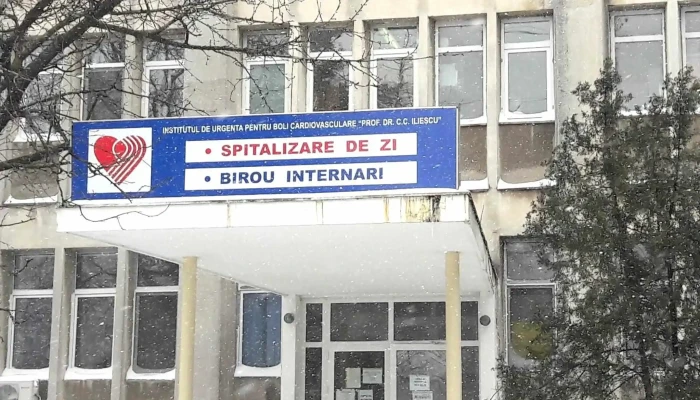 INSTITUTUL DE URGENTA PENTRU BOLI CARDIOVASCULARE "PROF. DR. C.C. ILIESCU"
• SPITALIZARE DE ZI
• BIROU INTERNARI